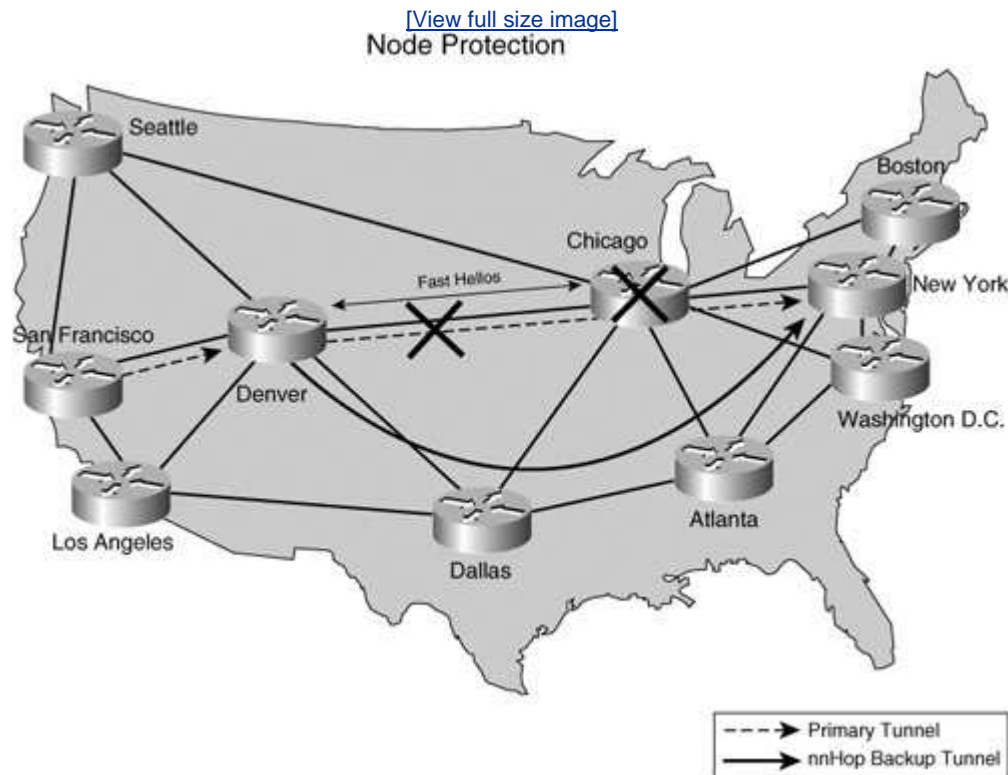 [View full size image]
Node Protection
Seattle
Boston
Chicago
Fast Hellos
New York
San Francisco
Denver
Washington D.C.
Atlanta
Los Angeles
Dallas
Primary Tunnel
nnHop Backup Tunnel